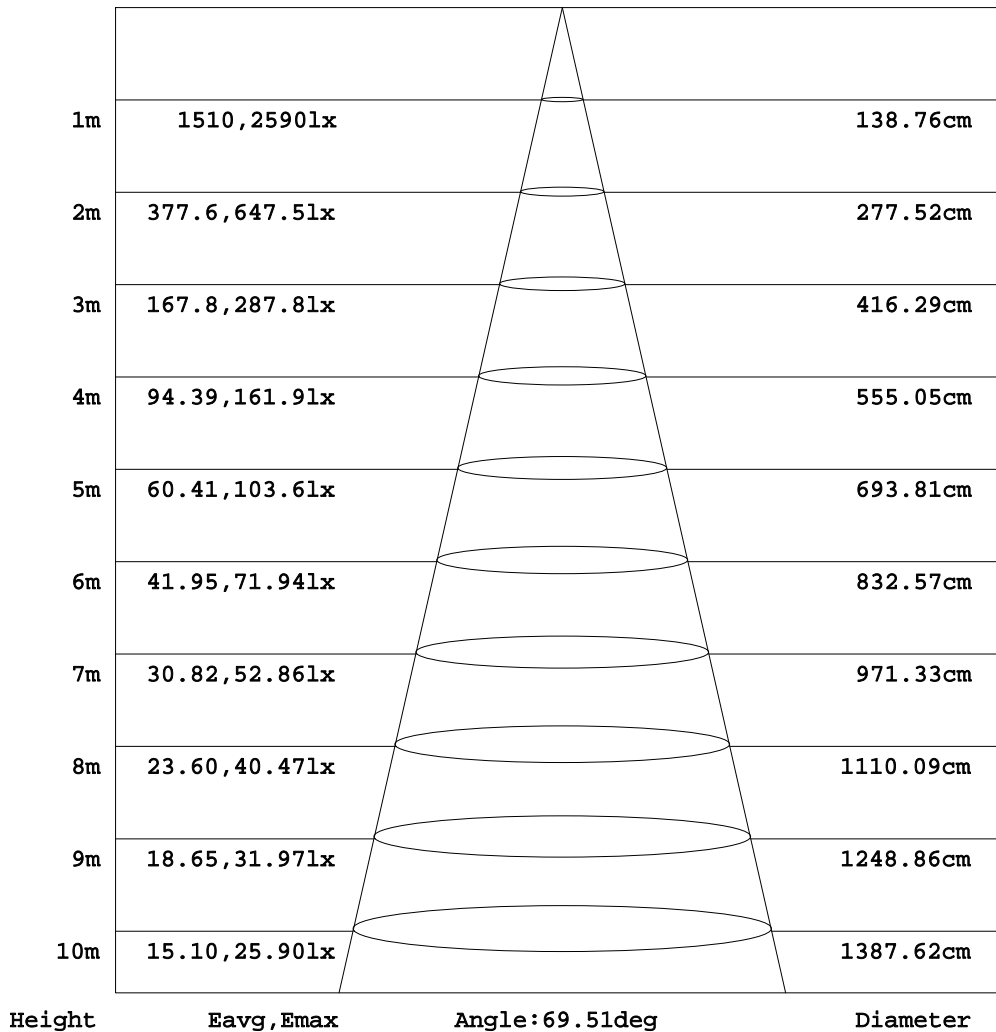 1m 1510,2590lx 138.76cm
2m 377.6,647.5lx 277.52cm
3m 167.8,287.8lx 416.29cm
4m 94.39,161.9lx 555.05cm
5m 60.41,103.6lx 693.81cm
6m 41.95,71.94lx 832.57cm
7m 30.82,52.86lx 971.33cm
8m 23.60,40.47lx 1110.09cm
9m 18.65,31.97lx 1248.86cm
10m 15.10,25.90lx 1387.62cm
Height Eavg,Emax Angle:69.51deg Diameter